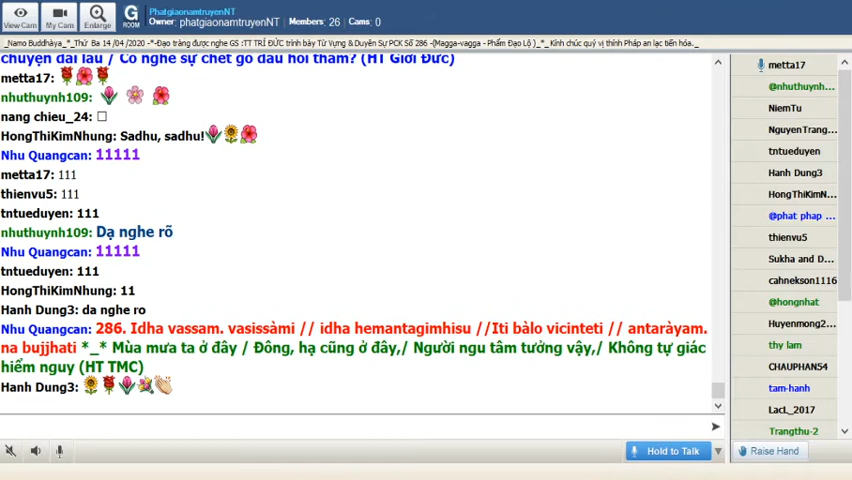 View Cam
My Cam
Enlarge
G
ROOM
PhatgiaonamtruyenNT
Owner: phatgiaonamtruyenNT
Members: 26
Cams: 0
_Namo Buddhàya_*_Thứ Ba 14 /04 /2020 -*-Đạo tràng được nghe GS :TT TRÍ ĐỨC trình bày Từ Vựng & Duyên Sự PCK Số 286 -(Magga-vagga - Phẩm Đạo Lộ )_*_ Kính chúc quý vị thính Pháp an lạc tiến hóa._
chuyện dài lâu / Có nghe sự chết gõ đầu hỏi thăm? (HT Giới Đức)
metta17:
nhuthuynh109:
nang chieu_24: □
HongThiKimNhung: Sadhu, sadhu!
Nhu Quangcan: 11111
metta17: 111
thienvu5: 111
tntueduyen: 111
nhuthuynh109: Dạ nghe rõ
Nhu Quangcan: 11111
tntueduyen: 111
HongThiKimNhung: 11
Hanh Dung3: da nghe ro
Nhu Quangcan: 286. Idha vassam. vasissàmi // idha hemantagimhisu //Iti bàlo vicinteti // antaràyam.
na bujjhati *_* Mùa mưa ta ở đây / Đông, hạ cũng ở đây,/ Người ngu tâm tưởng vậy,/ Không tự giác
hiểm nguy (HT TMC)
Hanh Dung3:
metta17
@nhuthuynh...
NiemTu
NguyenTrang...
tntueduyen
Hanh Dung3
HongThiKimN...
@phat phap ...
thienvu5
Sukha and D...
cahnekson1116
@hongnhat
Huyenmong2...
thy lam
CHAUPHAN54
tam-hanh
LacL_2017
Trangthu-2
Hold to Talk
Raise Hand